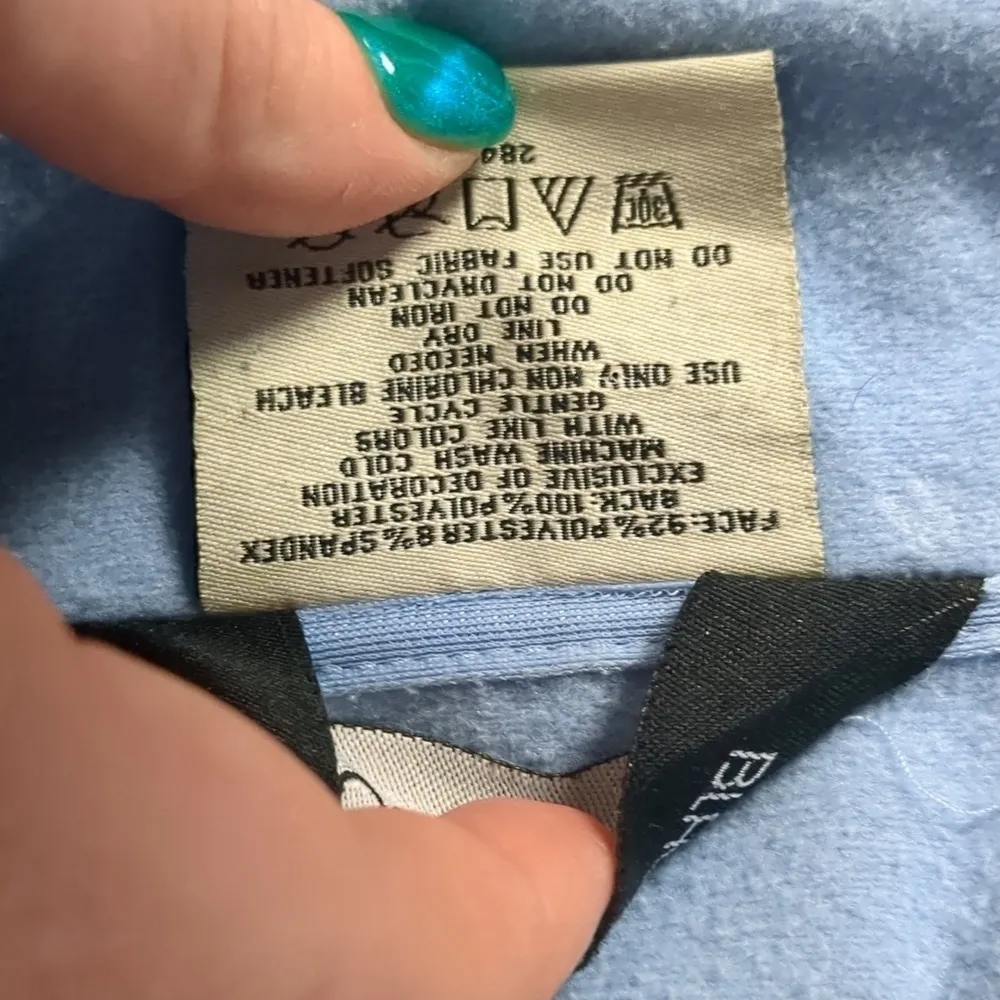 FACE:92% POLYESTER 8% SPANDEX
BACK: 100% POLYESTER
EXCLUSIVE OF DECORATION
MACHINE WASH COLD
WITH LIKE COLORS
GENTLE CYCLE
USE ONLY NON CHLORINE BLEACH
WHEN NEEDED
LINE DRY
DO NOT IRON
DO NOT DRYCLEAN
DO NOT USE FABRIC SOFTENER
30C